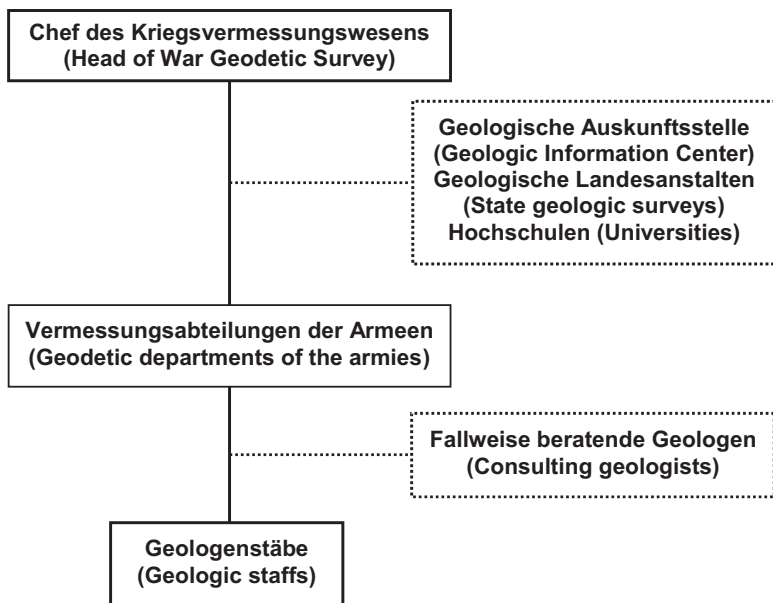 Chef des Kriegsvermessungswesens
(Head of War Geodetic Survey)
Geologische Auskunftsstelle
(Geologic Information Center)
Geologische Landesanstalten
(State geologic surveys)
Hochschulen (Universities)
Vermessungsabteilungen der Armeen
(Geodetic departments of the armies)
Fallweise beratende Geologen
(Consulting geologists)
Geologenstäbe
(Geologic staffs)